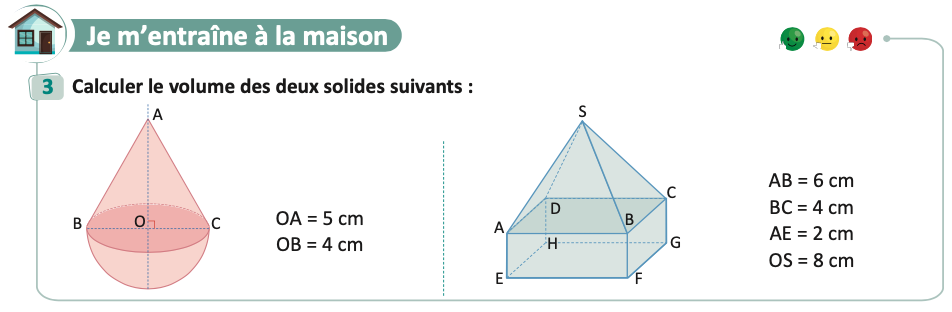 Je m'entraîne à la maison
3 Calculer le volume des deux solides suivants :
A
B
O
C
OA = 5 cm
OB = 4 cm
S
A
D
B
C
H
G
E
F
AB = 6 cm
BC = 4 cm
AE = 2 cm
OS = 8 cm